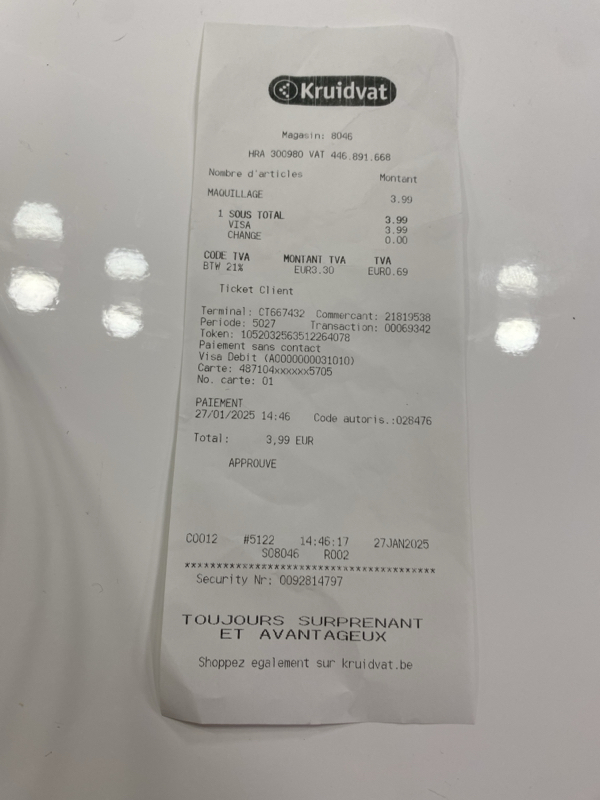 Kruidvat
Magasin: 8046
HRA 300980 VAT 446.891.668
Nombre d'articles Montant
MAQUILLAGE 3.99
1 SOUS TOTAL 3.99
VISA 3.99
CHANGE 0.00
CODE TVA MONTANT TVA TVA
BTW 21% EUR3.30 EUR0.69
Ticket Client
Terminal: CT667432 Commercant: 21819538
Periode: 5027 Transaction: 00069342
Token: 1052032563512264078
Paiement sans contact
Visa Debit (A0000000031010)
Carte: 487104xxxxxx5705
No. carte: 01
PAIEMENT
27/01/2025 14:46 Code autoris.:028476
Total: 3,99 EUR
APPROUVE
C0012 #5122 14:46:17 27JAN2025
S08046 R002
****************************************
Security Nr: 0092814797
TOUJOURS SURPRENANT
ET AVANTAGEUX
Shoppez egalement sur kruidvat.be